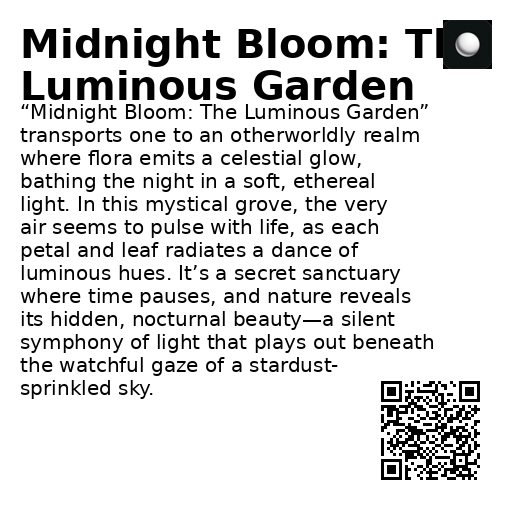 Midnight Bloom: T
Luminous Garden
“Midnight Bloom: The Luminous Garden”
transports one to an otherworldly realm
where flora emits a celestial glow,
bathing the night in a soft, ethereal
light. In this mystical grove, the very
air seems to pulse with life, as each
petal and leaf radiates a dance of
luminous hues. It’s a secret sanctuary
where time pauses, and nature reveals
its hidden, nocturnal beauty—a silent
symphony of light that plays out beneath
the watchful gaze of a stardust-
sprinkled sky.